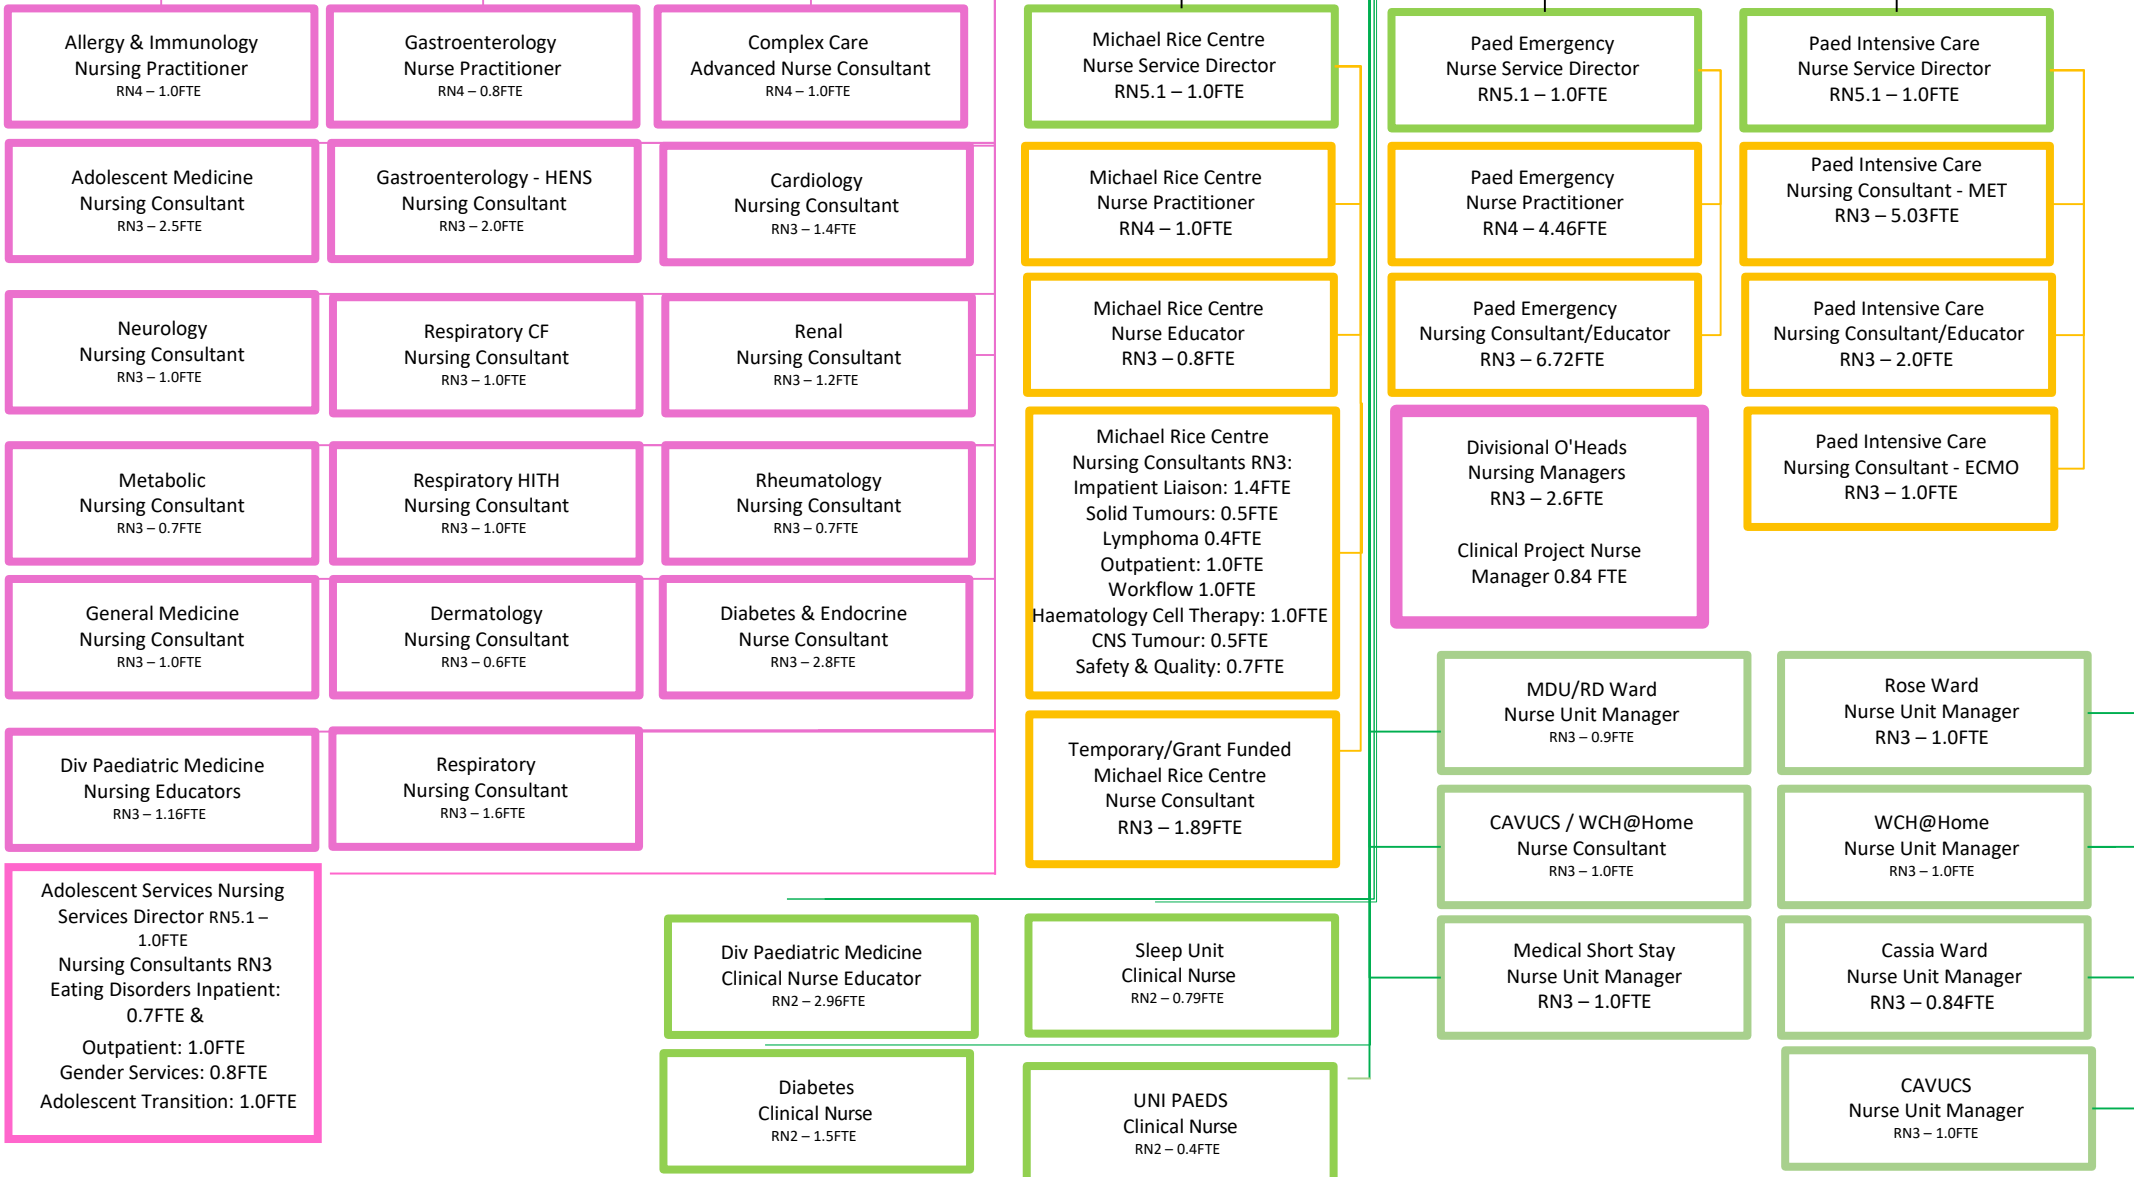 Allergy & Immunology
Nursing Practitioner
RN4 – 1.0FTE
Gastroenterology
Nurse Practitioner
RN4 – 0.8FTE
Complex Care
Advanced Nurse Consultant
RN4 – 1.0FTE
Michael Rice Centre
Nurse Service Director
RN5.1 – 1.0FTE
Paed Emergency
Nurse Service Director
RN5.1 – 1.0FTE
Paed Intensive Care
Nurse Service Director
RN5.1 – 1.0FTE
Adolescent Medicine
Nursing Consultant
RN3 – 2.5FTE
Gastroenterology - HENS
Nursing Consultant
RN3 – 2.0FTE
Cardiology
Nursing Consultant
RN3 – 1.4FTE
Michael Rice Centre
Nurse Practitioner
RN4 – 1.0FTE
Paed Emergency
Nurse Practitioner
RN4 – 4.46FTE
Paed Intensive Care
Nursing Consultant - MET
RN3 – 5.03FTE
Neurology
Nursing Consultant
RN3 – 1.0FTE
Respiratory CF
Nursing Consultant
RN3 – 1.0FTE
Renal
Nursing Consultant
RN3 – 1.2FTE
Michael Rice Centre
Nurse Educator
RN3 – 0.8FTE
Paed Emergency
Nursing Consultant/Educator
RN3 – 6.72FTE
Paed Intensive Care
Nursing Consultant/Educator
RN3 – 2.0FTE
Metabolic
Nursing Consultant
RN3 – 0.7FTE
Respiratory HITH
Nursing Consultant
RN3 – 1.0FTE
Rheumatology
Nursing Consultant
RN3 – 0.7FTE
Michael Rice Centre
Nursing Consultants RN3:
Impatient Liaison: 1.4FTE
Solid Tumours: 0.5FTE
Lymphoma 0.4FTE
Outpatient: 1.0FTE
Workflow 1.0FTE
Haematology Cell Therapy: 1.0FTE
CNS Tumour: 0.5FTE
Safety & Quality: 0.7FTE
Divisional O'Heads
Nursing Managers
RN3 – 2.6FTE
Clinical Project Nurse
Manager 0.84 FTE
Paed Intensive Care
Nursing Consultant - ECMO
RN3 – 1.0FTE
General Medicine
Nursing Consultant
RN3 – 1.0FTE
Dermatology
Nursing Consultant
RN3 – 0.6FTE
Diabetes & Endocrine
Nurse Consultant
RN3 – 2.8FTE
MDU/RD Ward
Nurse Unit Manager
RN3 – 0.9FTE
Rose Ward
Nurse Unit Manager
RN3 – 1.0FTE
Div Paediatric Medicine
Nursing Educators
RN3 – 1.16FTE
Respiratory
Nursing Consultant
RN3 – 1.6FTE
Temporary/Grant Funded
Michael Rice Centre
Nurse Consultant
RN3 – 1.89FTE
CAVUCS / WCH@Home
Nurse Consultant
RN3 – 1.0FTE
WCH@Home
Nurse Unit Manager
RN3 – 1.0FTE
Adolescent Services Nursing
Services Director RN5.1 –
1.0FTE
Nursing Consultants RN3
Eating Disorders Inpatient:
0.7FTE &
Outpatient: 1.0FTE
Gender Services: 0.8FTE
Adolescent Transition: 1.0FTE
Div Paediatric Medicine
Clinical Nurse Educator
RN2 – 2.96FTE
Sleep Unit
Clinical Nurse
RN2 – 0.79FTE
Medical Short Stay
Nurse Unit Manager
RN3 – 1.0FTE
Cassia Ward
Nurse Unit Manager
RN3 – 0.84FTE
Diabetes
Clinical Nurse
RN2 – 1.5FTE
UNI PAEDS
Clinical Nurse
RN2 – 0.4FTE
CAVUCS
Nurse Unit Manager
RN3 – 1.0FTE